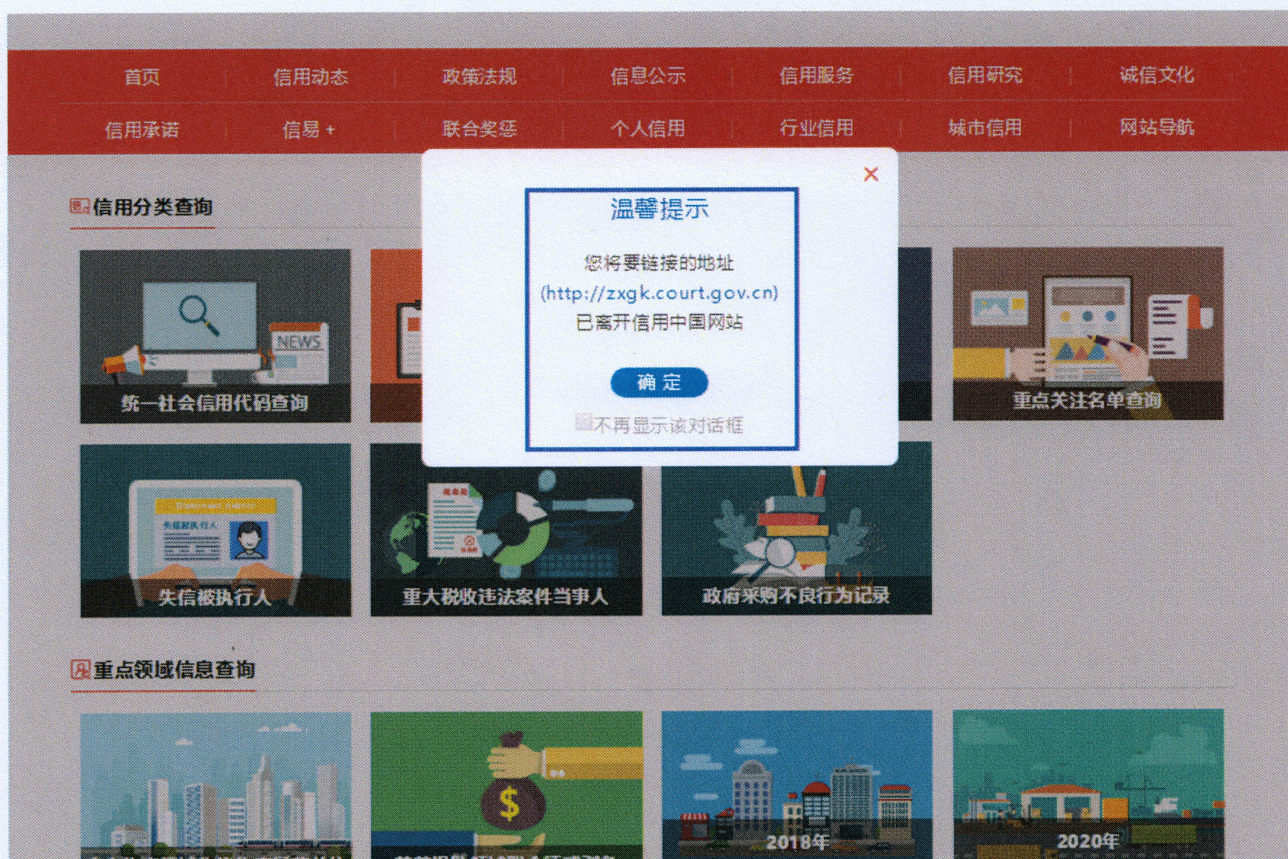 首页 信用动态 政策法规 信息公示 信用服务 信用研究 诚信文化
信用承诺 信易 + 联合奖惩 个人信用 行业信用 城市信用 网站导航
信用分类查询
温馨提示
您将要链接的地址
(http://zxgk.court.gov.cn)
已离开信用中国网站
确 定
不再显示该对话框
NEWS
统一社会信用代码查询
重点关注名单查询
失信被执行人
失信被执行人
重大税收违法案件当事人
政府采购不良行为记录
重点领域信息查询
$
2018年
2020年